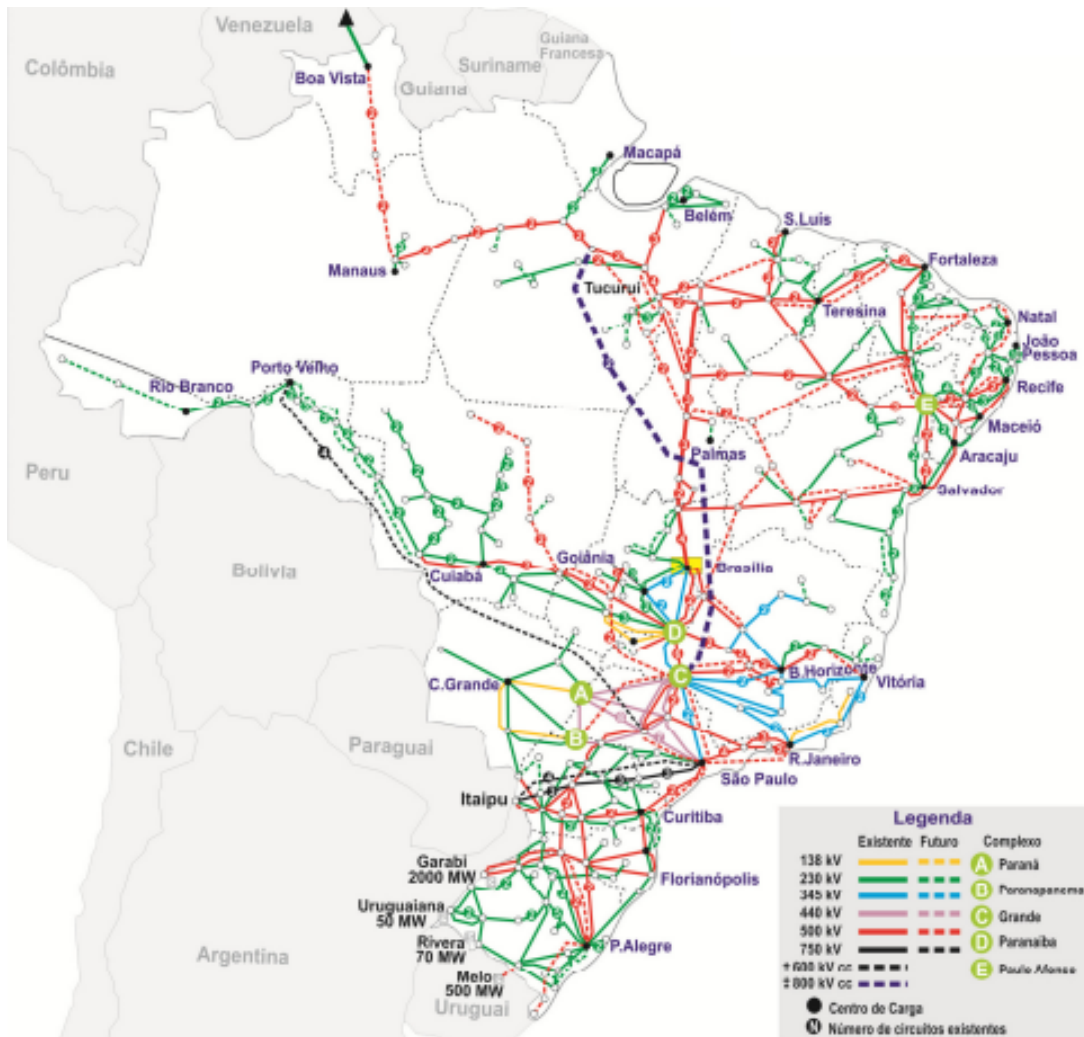 Venezuela
Colômbia
Guiana
Francesa
Suriname
Boa Vista
Guiana
Macapá
Belém
S.Luis
Manaus
Fortaleza
Tucuruí
Teresina
Natal
João
Pessoa
Porto Velho
Rio Branco
Recife
E
Maceió
Palmas
Aracaju
Peru
Salvador
Goiânia
Brasília
Cuiabá
Bolivia
D
B.Horizonte
C
Vitória
C.Grande
A
B
Chile
Paraguai
R.Janeiro
São Paulo
Itaipu
Curitiba
Garabi
2000 MW
Florianópolis
Uruguaiana
50 MW
Rivera
70 MW
P.Alegre
Argentina
Melo
500 MW
Uruguai
Legenda
Existente Futuro Complexo
138 kV A Paraná
230 kV B Paranapanema
345 kV
440 kV C Grande
500 kV D Paranaíba
750 kV
±600 kV cc E Paulo Afonso
±800 kV cc
Centro de Carga
N Número de circuitos existentes